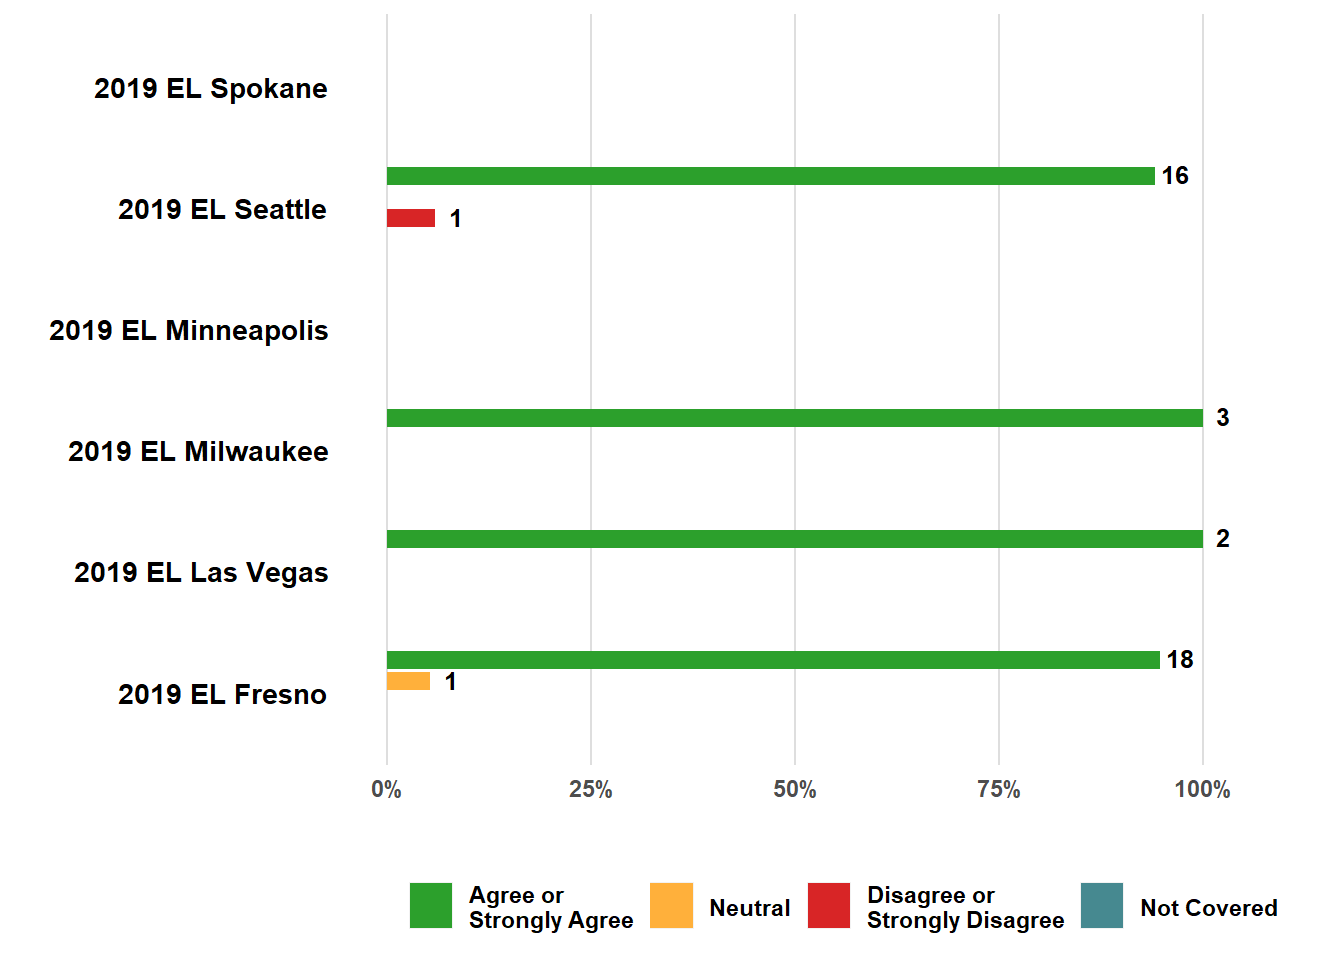 2019 EL Spokane
16
2019 EL Seattle
1
2019 EL Minneapolis
3
2019 EL Milwaukee
2
2019 EL Las Vegas
18
1
2019 EL Fresno
0%
25%
50%
75%
100%
Agree or
Strongly Agree
Neutral
Disagree or
Strongly Disagree
Not Covered